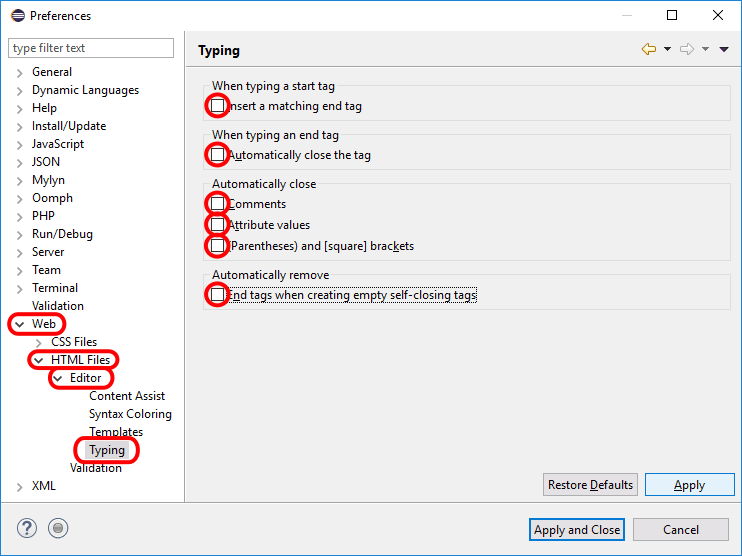 Preferences
type filter text
General
Dynamic Languages
Help
Install/Update
JavaScript
JSON
Mylyn
Oomph
PHP
Run/Debug
Server
Team
Terminal
Validation
Web
CSS Files
HTML Files
Editor
Content Assist
Syntax Coloring
Templates
Typing
Validation
XML
Typing
When typing a start tag
Insert a matching end tag
When typing an end tag
Automatically close the tag
Automatically close
Comments
Attribute values
(Parentheses) and [square] brackets
Automatically remove
End tags when creating empty self-closing tags
Restore Defaults
Apply
?
Apply and Close
Cancel